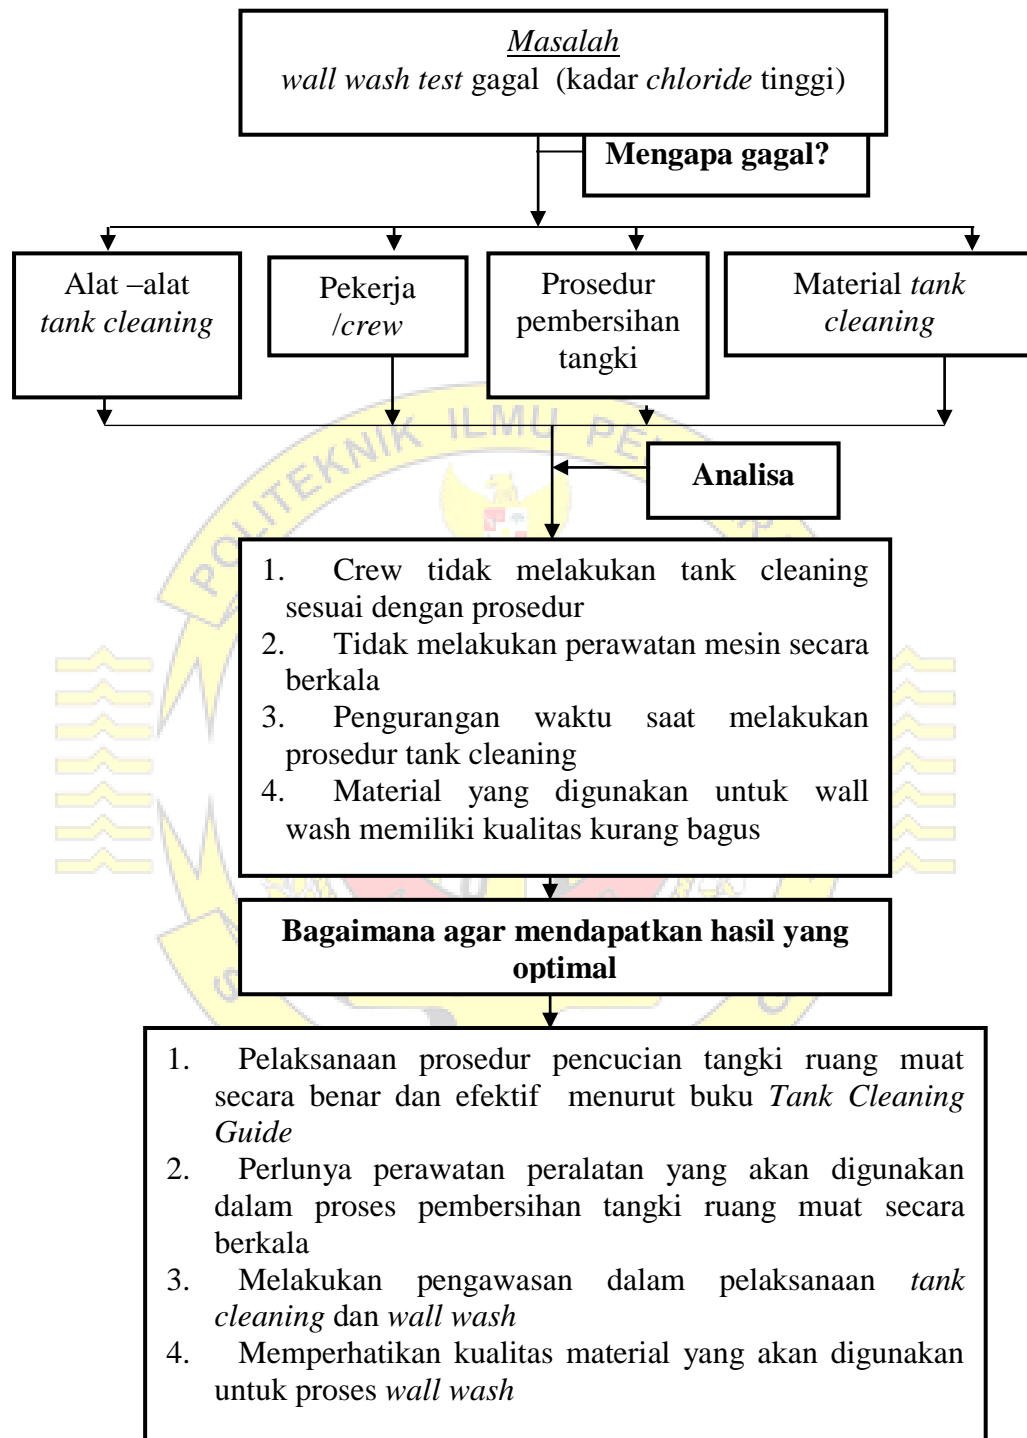 Masalah
wall wash test gagal (kadar chloride tinggi)
Mengapa gagal?
Alat –alat
tank cleaning
Pekerja
/crew
Prosedur
pembersihan
tangki
Material tank
cleaning
POLITEKNIK ILMU PE
Analisa
1. Crew tidak melakukan tank cleaning
sesuai dengan prosedur
2. Tidak melakukan perawatan mesin secara
berkala
3. Pengurangan waktu saat melakukan
prosedur tank cleaning
4. Material yang digunakan untuk wall
wash memiliki kualitas kurang bagus
Bagaimana agar mendapatkan hasil yang
optimal
1. Pelaksanaan prosedur pencucian tangki ruang muat
secara benar dan efektif menurut buku Tank Cleaning
Guide
2. Perlunya perawatan peralatan yang akan digunakan
dalam proses pembersihan tangki ruang muat secara
berkala
3. Melakukan pengawasan dalam pelaksanaan tank
cleaning dan wall wash
4. Memperhatikan kualitas material yang akan digunakan
untuk proses wall wash